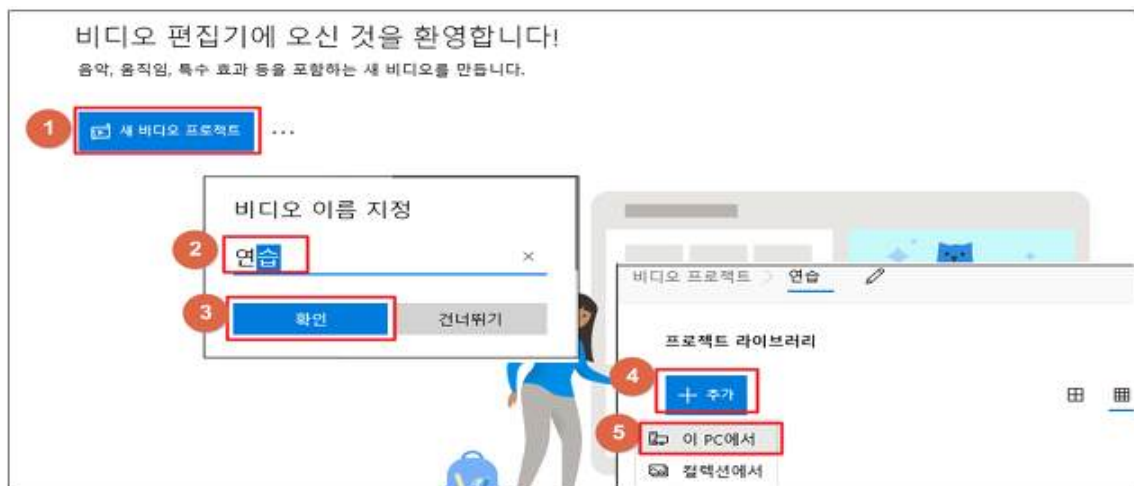 비디오 편집기에 오신 것을 환영합니다!
음악, 움직임, 특수 효과 등을 포함하는 새 비디오를 만듭니다.
1
새 비디오 프로젝트 ...
비디오 이름 지정
2
연습 ×
3
확인 건너뛰기
비디오 프로젝트 > 연습
프로젝트 라이브러리
4
+ 추가
5
이 PC에서
컬렉션에서